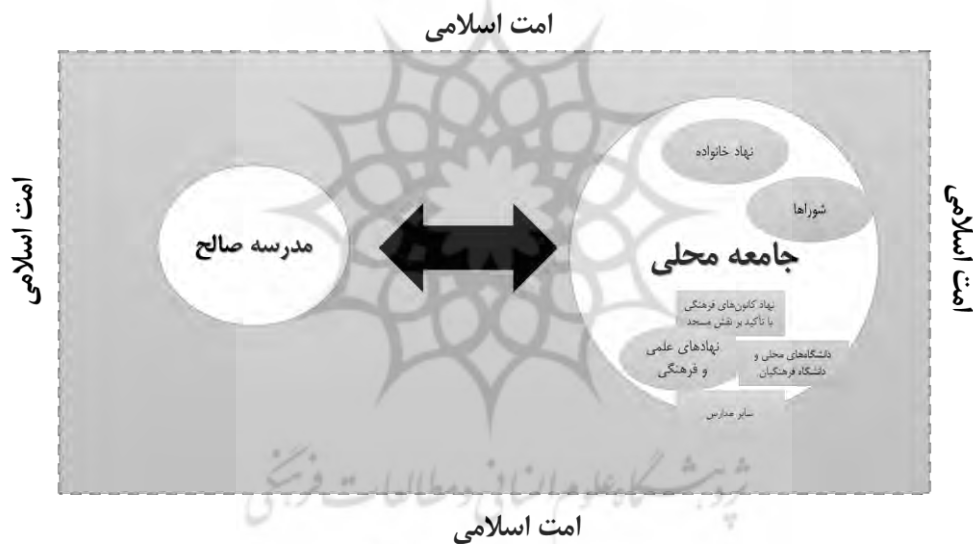 امت اسلامی
نهاد خانواده
شوراها
امت اسلامی
جامعه محلی
مدرسه صالح
امت اسلامی
نهاد کانون‌های فرهنگی
با تأکید بر نقش مسجد
نهادهای علمی
و فرهنگی
دانشگاه‌های محلی و
دانشگاه فرهنگیان
سایر مدارس
پژوهشگاه علوم انسانی و مطالعات فرهنگی
امت اسلامی